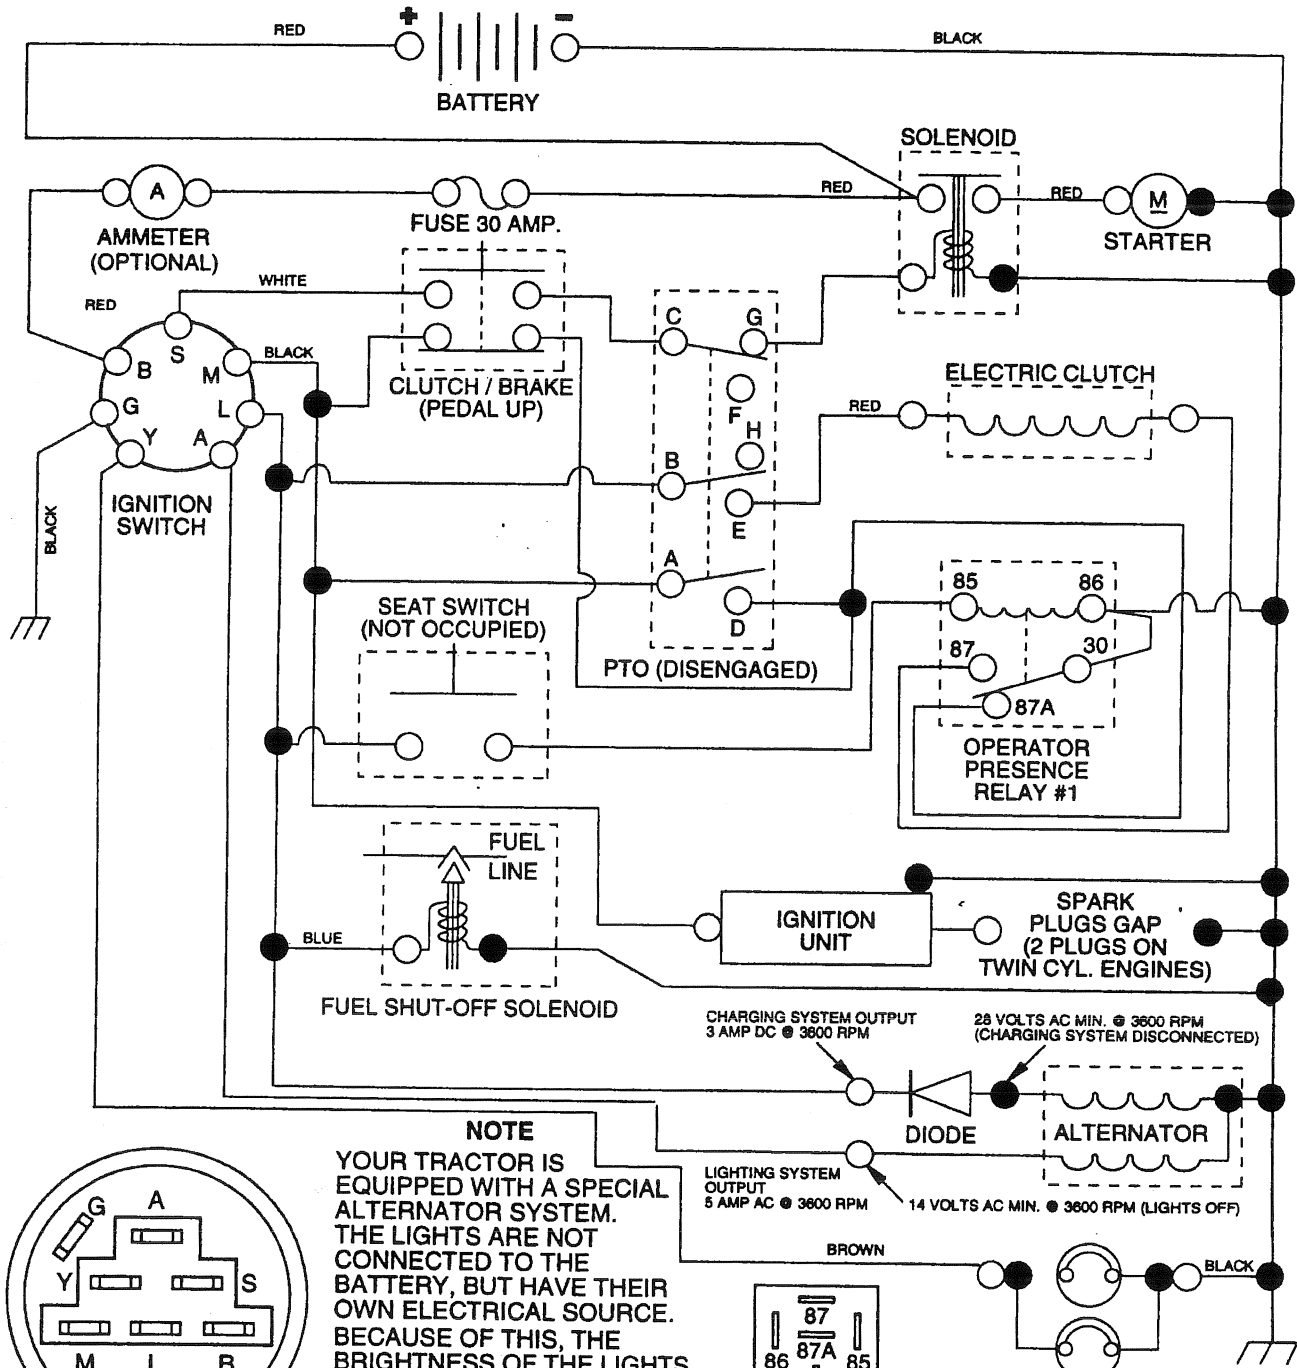 RED
+
−
BLACK
BATTERY
SOLENOID
A
RED
RED
M
FUSE 30 AMP.
AMMETER
(OPTIONAL)
STARTER
WHITE
RED
S
BLACK
B
M
C
G
CLUTCH / BRAKE
(PEDAL UP)
ELECTRIC CLUTCH
G
L
F
RED
Y
A
H
B
IGNITION
SWITCH
E
BLACK
A
85
86
SEAT SWITCH
(NOT OCCUPIED)
D
87
30
PTO (DISENGAGED)
87A
OPERATOR
PRESENCE
RELAY #1
FUEL
LINE
IGNITION
UNIT
SPARK
PLUGS GAP
(2 PLUGS ON
TWIN CYL. ENGINES)
BLUE
FUEL SHUT-OFF SOLENOID
CHARGING SYSTEM OUTPUT
3 AMP DC @ 3600 RPM
28 VOLTS AC MIN. @ 3600 RPM
(CHARGING SYSTEM DISCONNECTED)
DIODE
ALTERNATOR
LIGHTING SYSTEM
OUTPUT
5 AMP AC @ 3600 RPM
14 VOLTS AC MIN. @ 3600 RPM (LIGHTS OFF)
NOTE
YOUR TRACTOR IS
EQUIPPED WITH A SPECIAL
ALTERNATOR SYSTEM.
THE LIGHTS ARE NOT
CONNECTED TO THE
BATTERY, BUT HAVE THEIR
OWN ELECTRICAL SOURCE.
BECAUSE OF THIS, THE
BRIGHTNESS OF THE LIGHTS
BROWN
BLACK
G
A
Y
S
M
L
B
87
87A
86
85